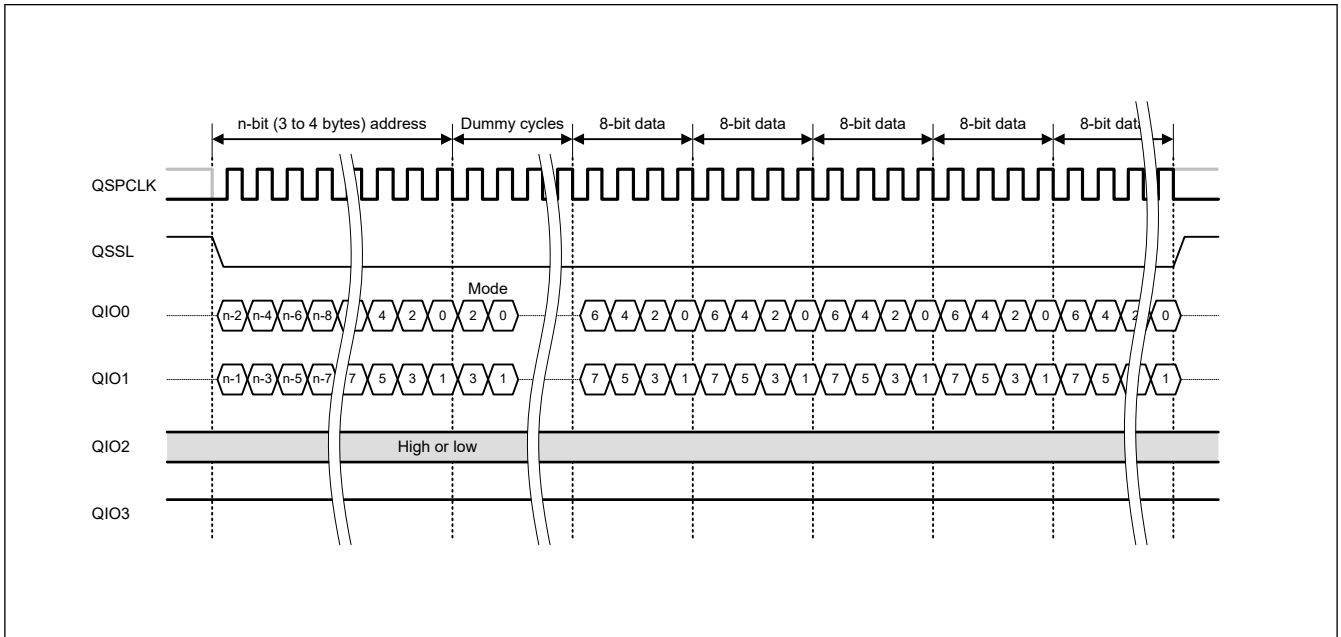 n-bit (3 to 4 bytes) address Dummy cycles 8-bit data 8-bit data 8-bit data 8-bit data 8-bit data
QSPCLK
QSSL
Mode
QIO0 n-2 n-4 n-6 n-8 4 2 0 2 0 6 4 2 0 6 4 2 0 6 4 2 0 6 4 2 0 6 4 2 0
QIO1 n-1 n-3 n-5 n-7 7 5 3 1 3 1 7 5 3 1 7 5 3 1 7 5 3 1 7 5 3 1 7 5 1
QIO2 High or low
QIO3